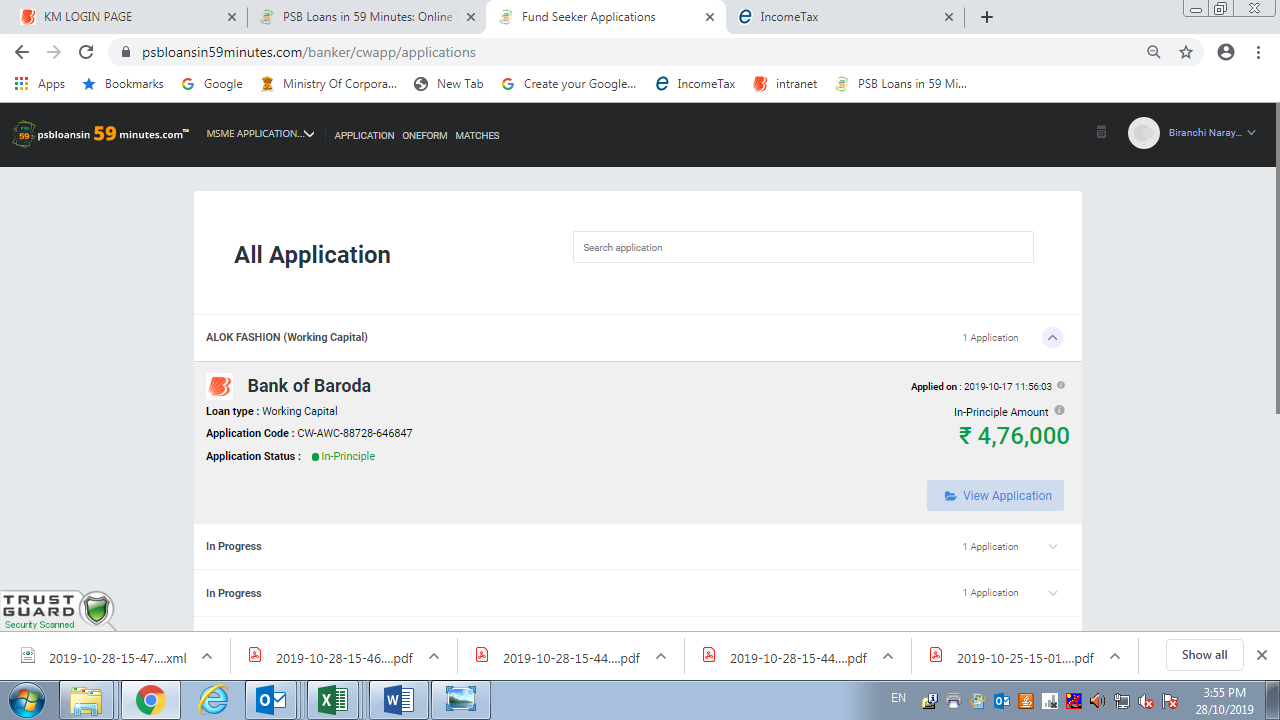 KM LOGIN PAGE
PSB Loans in 59 Minutes: Online
Fund Seeker Applications
IncomeTax
psbloansin59minutes.com/banker/cwapp/applications
Apps
Bookmarks
Google
Ministry Of Corpora...
New Tab
Create your Google...
IncomeTax
intranet
PSB Loans in 59 Mi...
psbloansin 59 minutes.com™
MSME APPLICATION...
APPLICATION
ONEFORM
MATCHES
Biranchi Naray...
All Application
Search application
ALOK FASHION (Working Capital)
1 Application
Bank of Baroda
Applied on : 2019-10-17 11:56:03
Loan type : Working Capital
In-Principle Amount
Application Code : CW-AWC-88728-646847
₹ 4,76,000
Application Status : In-Principle
View Application
In Progress
1 Application
In Progress
1 Application
TRUST
GUARD
Security Scanned
2019-10-28-15-47....xml
2019-10-28-15-46....pdf
2019-10-28-15-44....pdf
2019-10-28-15-44....pdf
2019-10-25-15-01....pdf
Show all
EN
3:55 PM
28/10/2019